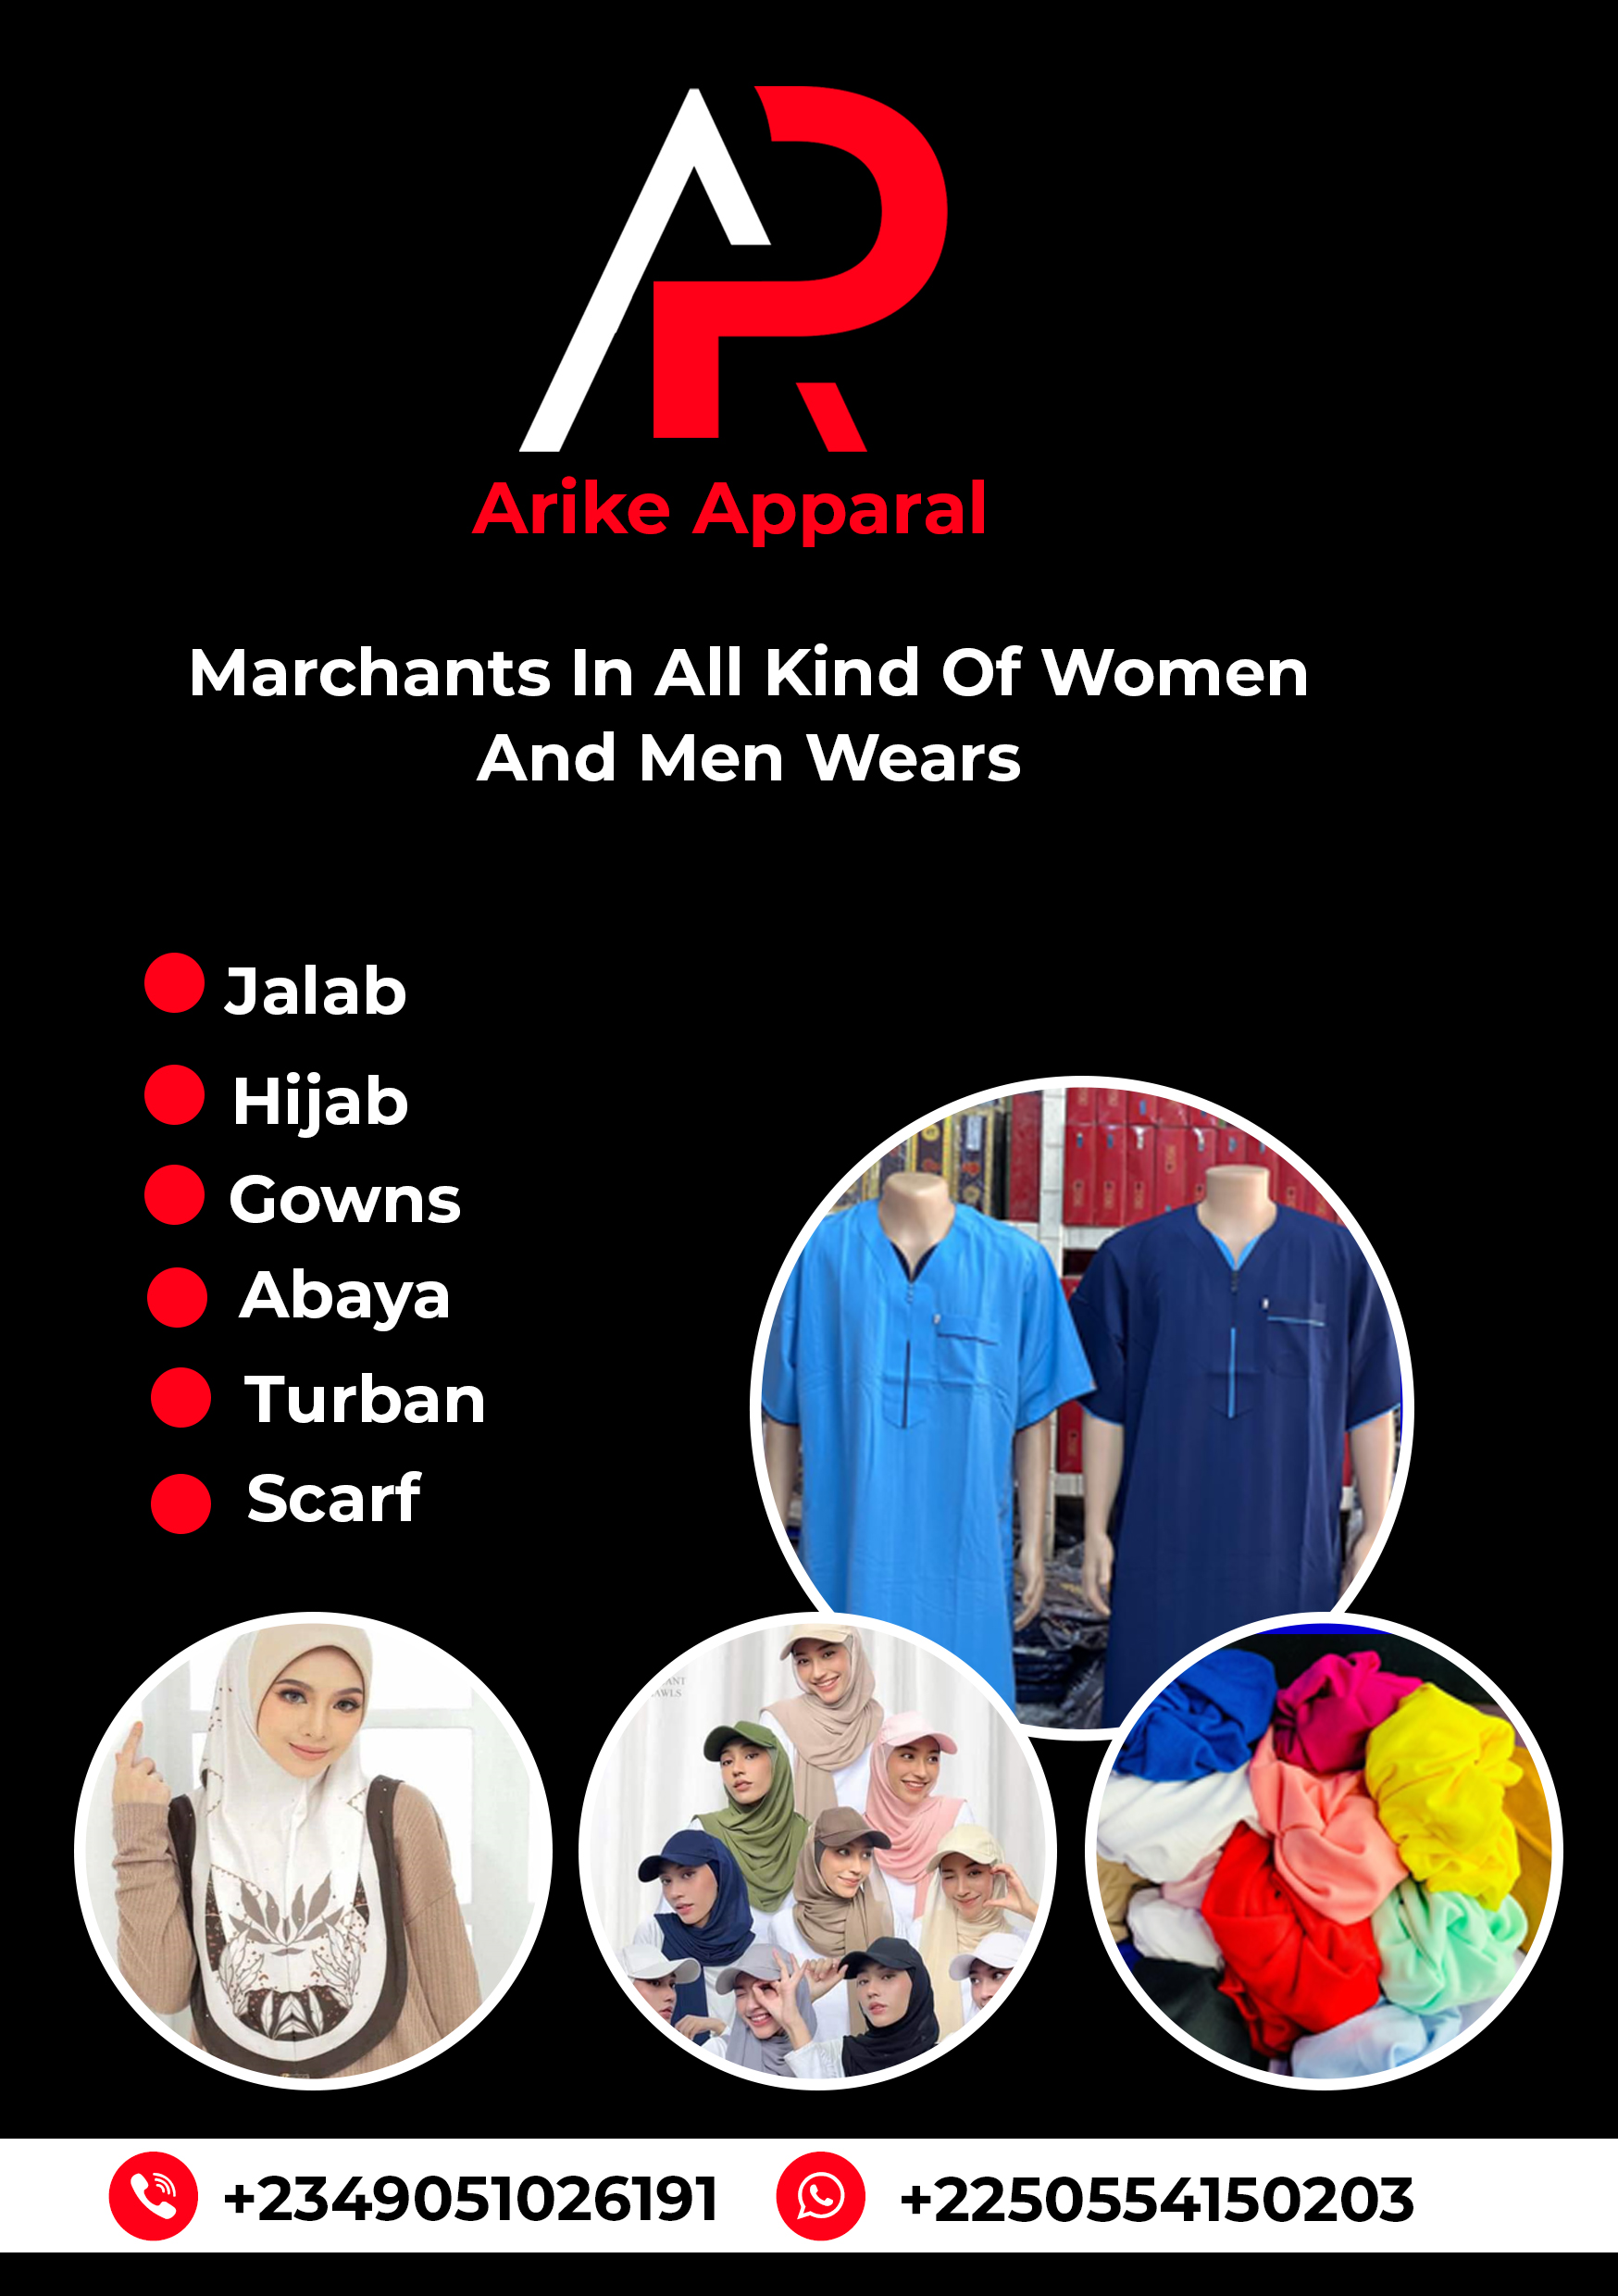 AR
Arike Apparal
Marchants In All Kind Of Women
And Men Wears
Jalab
Hijab
Gowns
Abaya
Turban
Scarf
+2349051026191
+2250554150203